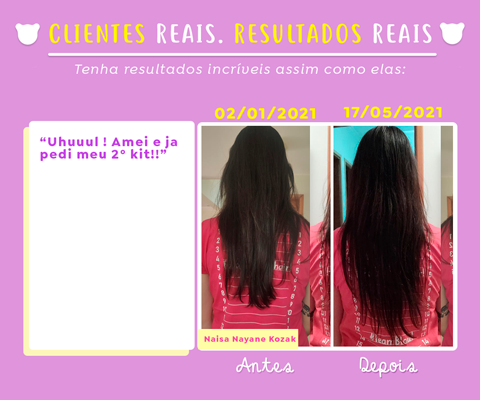 CLIENTES REAIS. RESULTADOS REAIS
Tenha resultados incríveis assim como elas:
02/01/2021 17/05/2021
“Uhuuul ! Amei e ja
pedi meu 2° kit!!”
Naisa Nayane Kozak
Antes Depois